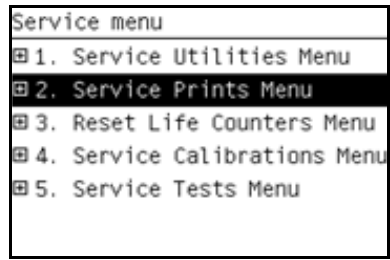 Service menu
1. Service Utilities Menu
2. Service Prints Menu
3. Reset Life Counters Menu
4. Service Calibrations Menu
5. Service Tests Menu